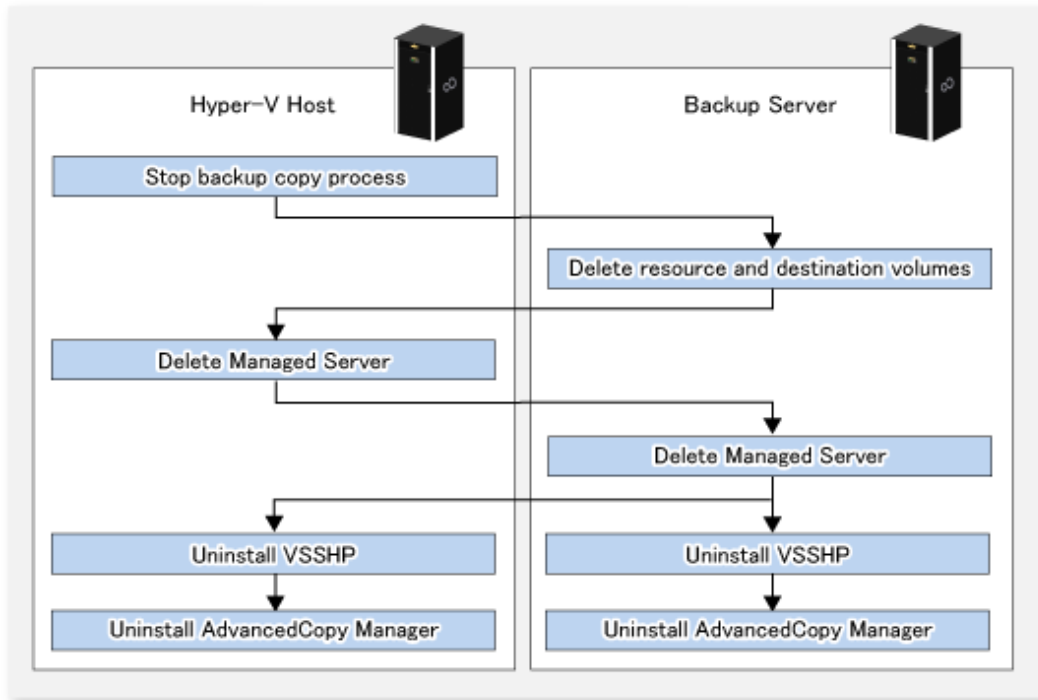 Hyper-V Host
Backup Server
Stop backup copy process
Delete resource and destination volumes
Delete Managed Server
Delete Managed Server
Uninstall VSSHP
Uninstall VSSHP
Uninstall AdvancedCopy Manager
Uninstall AdvancedCopy Manager